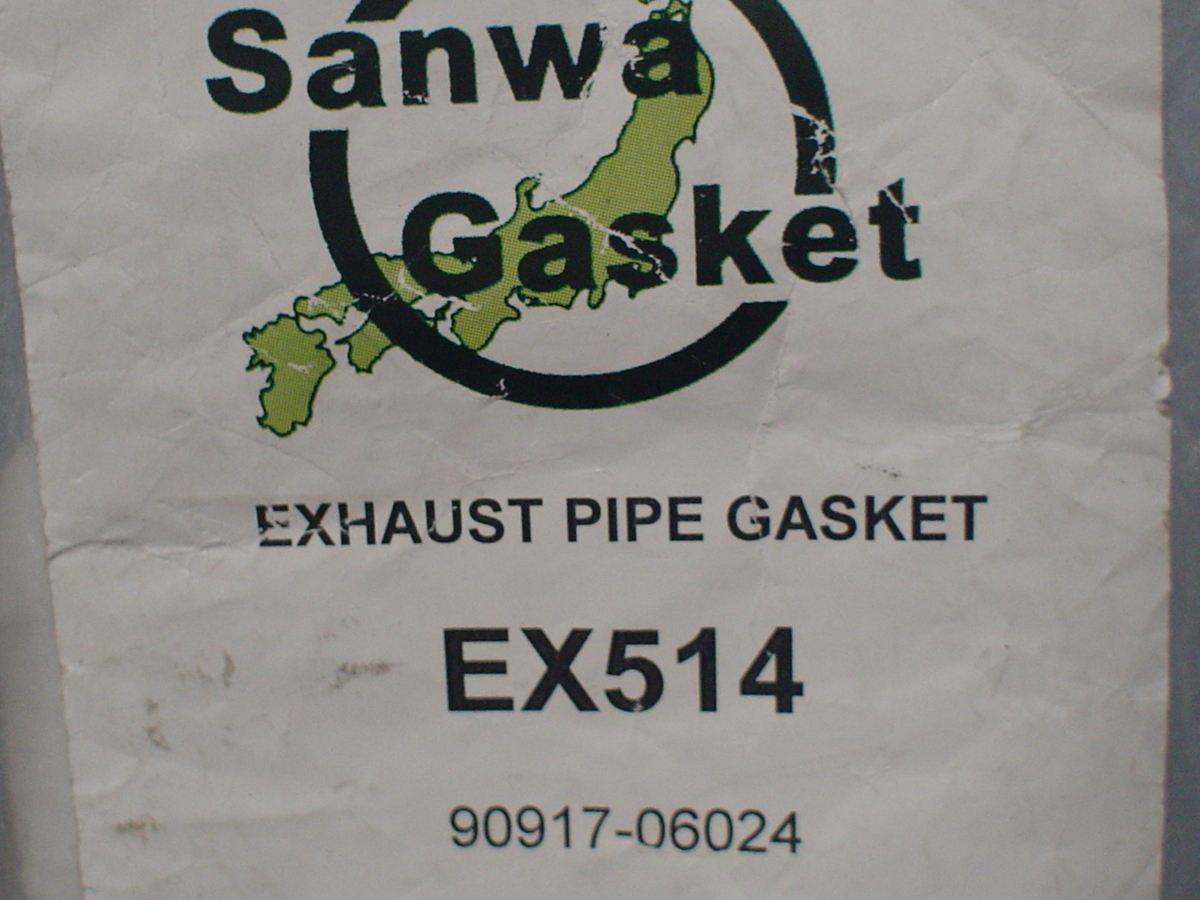 Sanwa
Gasket
EXHAUST PIPE GASKET
EX514
90917-06024